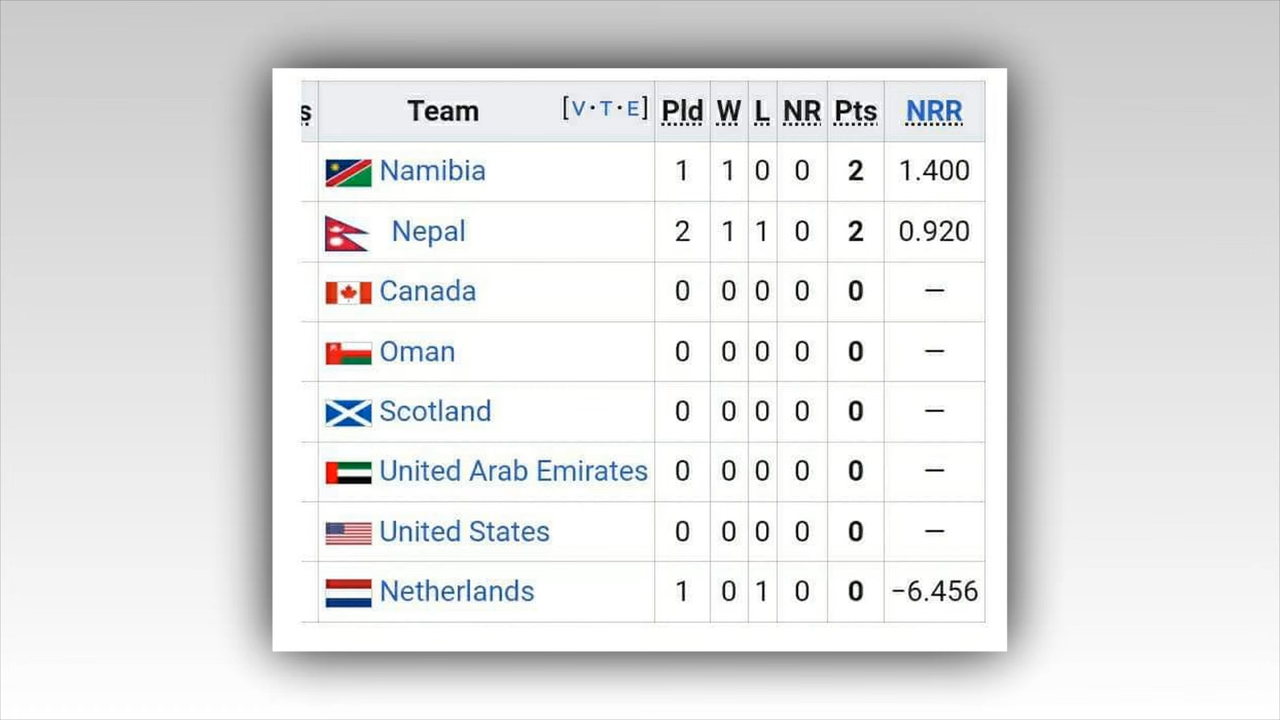 s Team [V·T·E] Pld W L NR Pts NRR
Namibia 1 1 0 0 2 1.400
Nepal 2 1 1 0 2 0.920
Canada 0 0 0 0 0 —
Oman 0 0 0 0 0 —
Scotland 0 0 0 0 0 —
United Arab Emirates 0 0 0 0 0 —
United States 0 0 0 0 0 —
Netherlands 1 0 1 0 0 −6.456